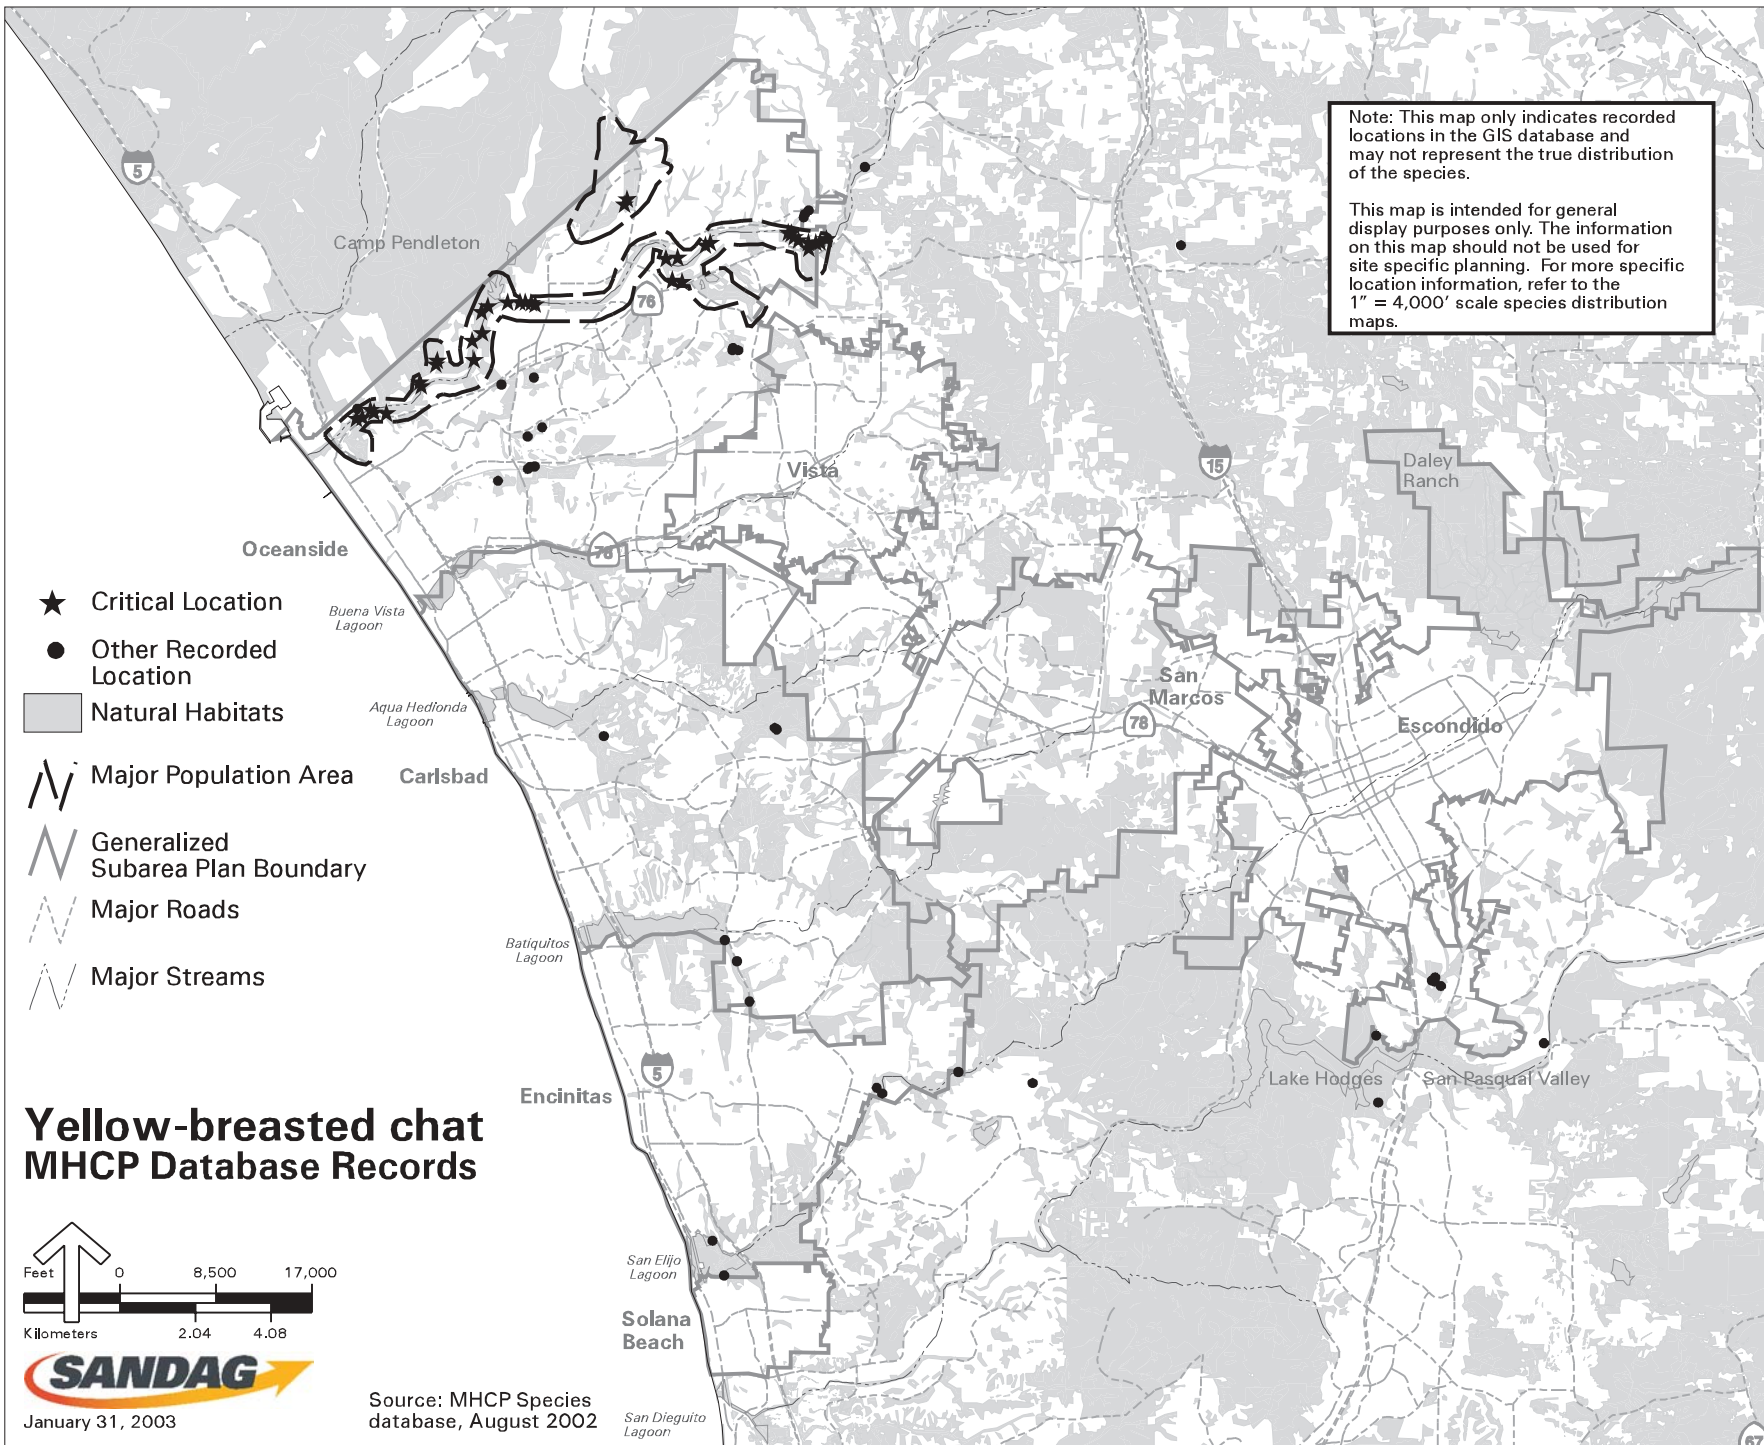 5
Camp Pendleton
Note: This map only indicates recorded
locations in the GIS database and
may not represent the true distribution
of the species.
This map is intended for general
display purposes only. The information
on this map should not be used for
site specific planning. For more specific
location information, refer to the
1” = 4,000’ scale species distribution
maps.
76
Vista
15
Daley
Ranch
Oceanside
78
Critical Location
Buena Vista
Lagoon
Other Recorded
Location
Natural Habitats
Aqua Hedionda
Lagoon
San
Marcos
78
Escondido
Major Population Area
Carlsbad
Generalized
Subarea Plan Boundary
Major Roads
Batiquitos
Lagoon
Major Streams
5
Lake Hodges
San Pasqual Valley
Encinitas
Yellow-breasted chat
MHCP Database Records
San Elijo
Lagoon
Feet 0 8,500 17,000
Kilometers 2.04 4.08
Solana
Beach
SANDAG
January 31, 2003
Source: MHCP Species
database, August 2002
San Dieguito
Lagoon
67